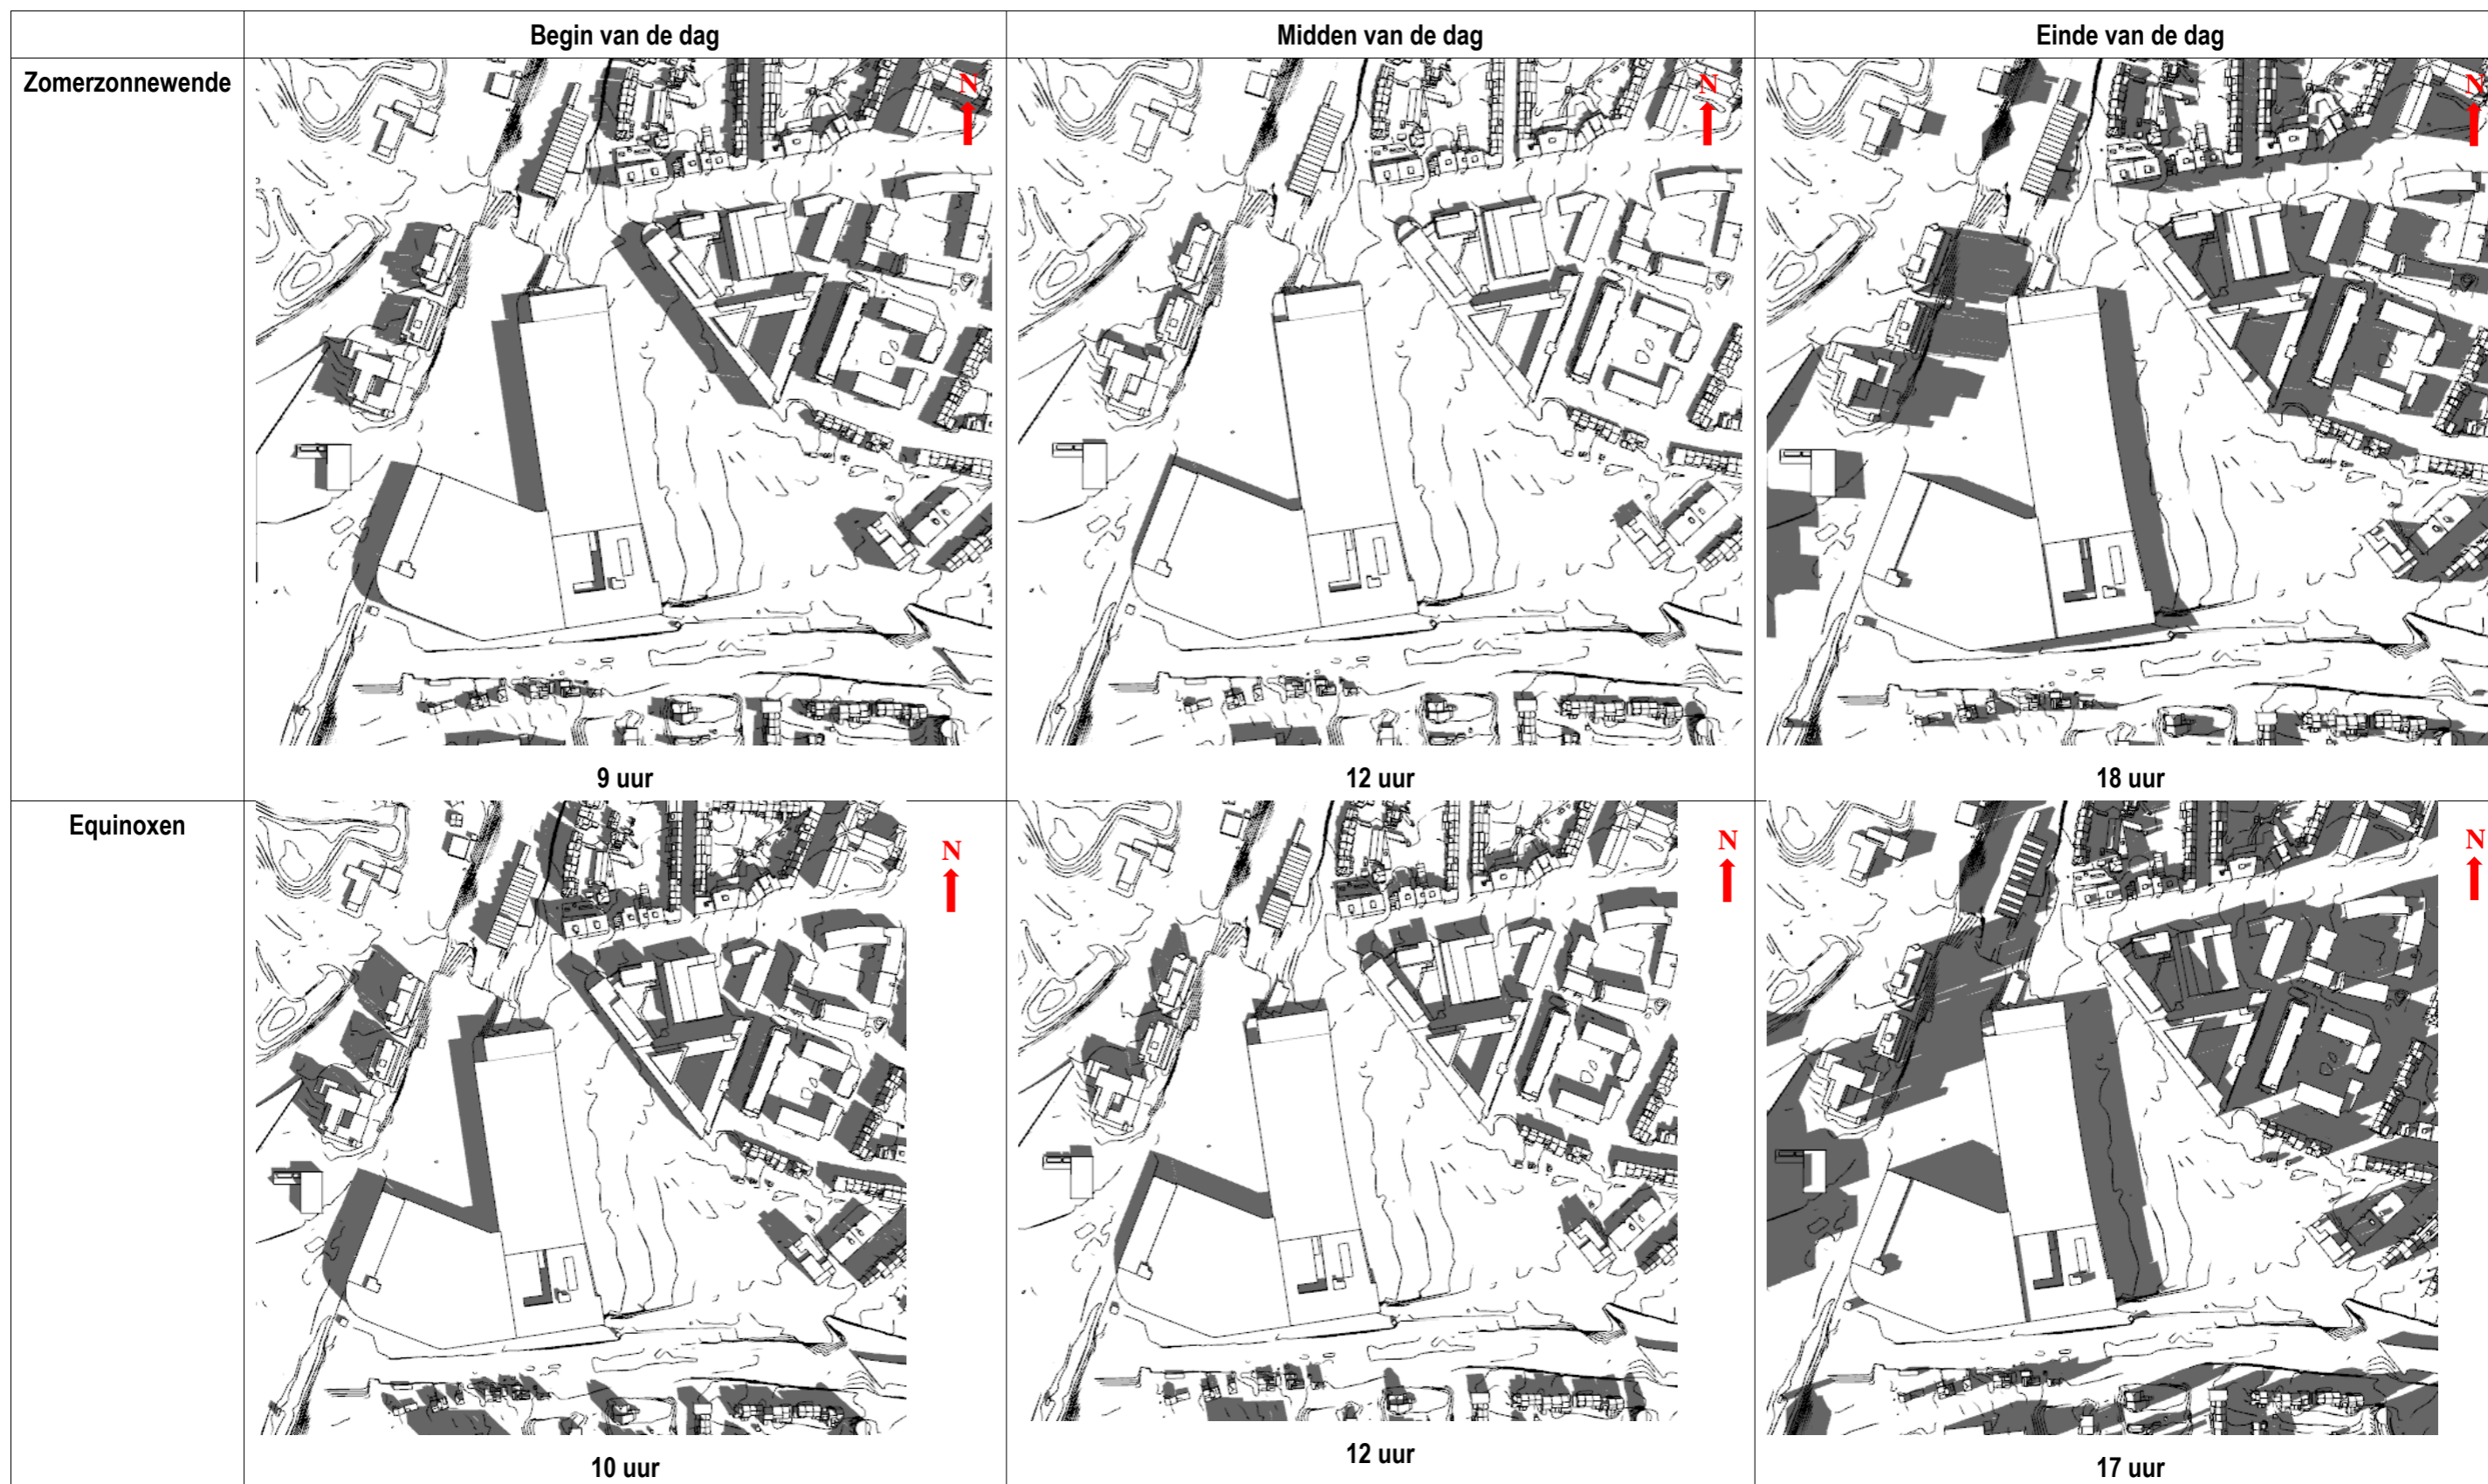 Begin van de dag
Midden van de dag
Einde van de dag
Zomerzonnewende
N
N
N
9 uur
12 uur
18 uur
Equinoxen
N
N
N
10 uur
12 uur
17 uur